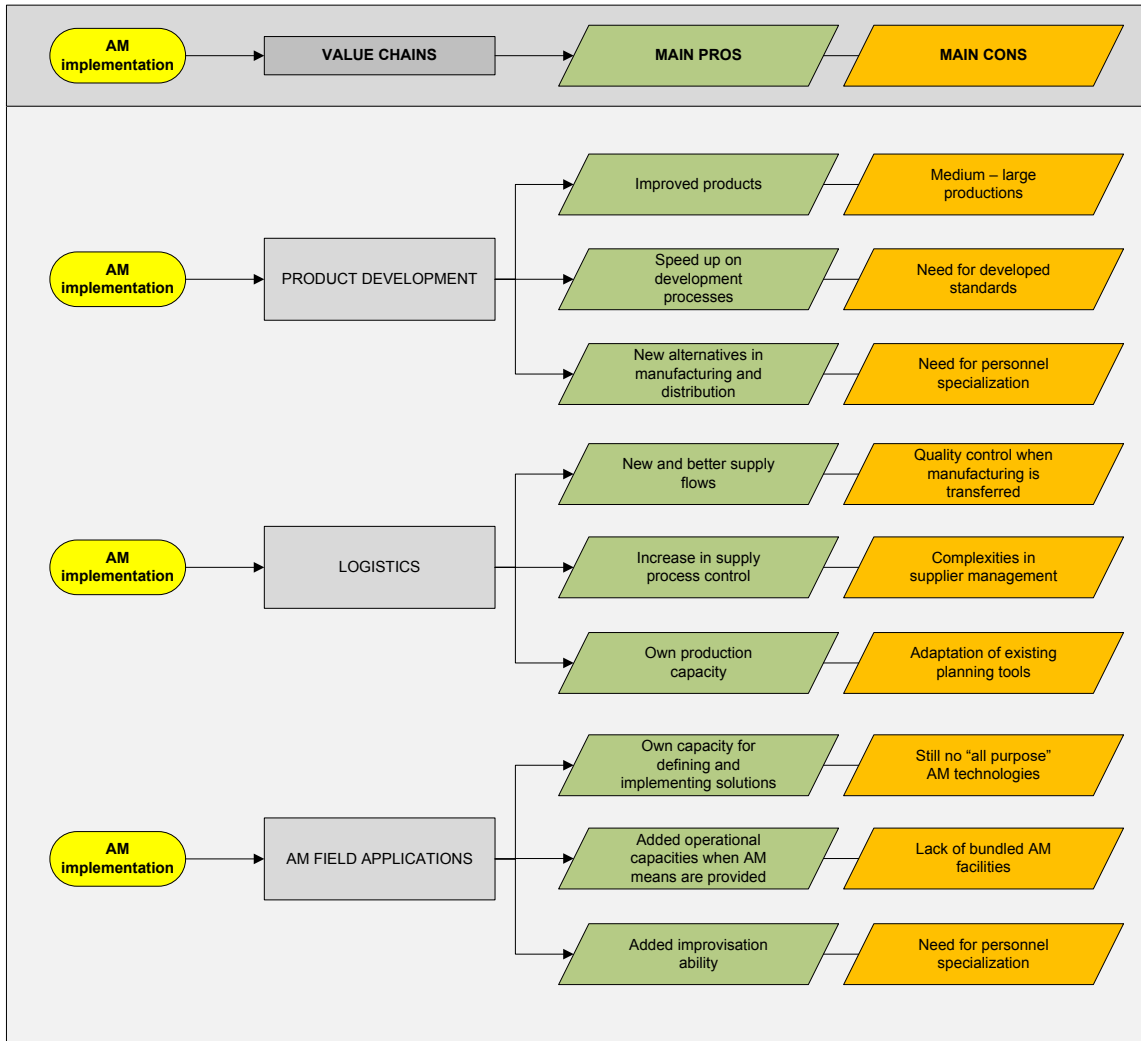 AM
implementation
VALUE CHAINS
MAIN PROS
MAIN CONS
AM
implementation
PRODUCT DEVELOPMENT
Improved products
Medium – large
productions
Speed up on
development
processes
Need for developed
standards
New alternatives in
manufacturing and
distribution
Need for personnel
specialization
AM
implementation
LOGISTICS
New and better supply
flows
Quality control when
manufacturing is
transferred
Increase in supply
process control
Complexities in
supplier management
Own production
capacity
Adaptation of existing
planning tools
AM
implementation
AM FIELD APPLICATIONS
Own capacity for
defining and
implementing solutions
Still no “all purpose”
AM technologies
Added operational
capacities when AM
means are provided
Lack of bundled AM
facilities
Added improvisation
ability
Need for personnel
specialization